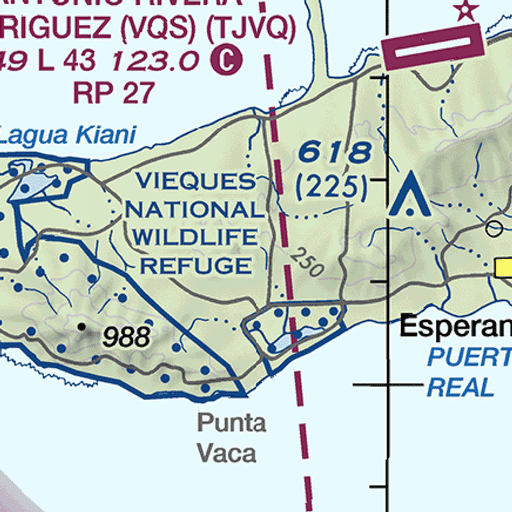 RIGUEZ (VQS) (TJVQ)
49 L 43 123.0 C
RP 27
Lagua Kiani
618
(225)
VIEQUES
NATIONAL
WILDLIFE
REFUGE
250
988
Esperan
PUERT
REAL
Punta
Vaca